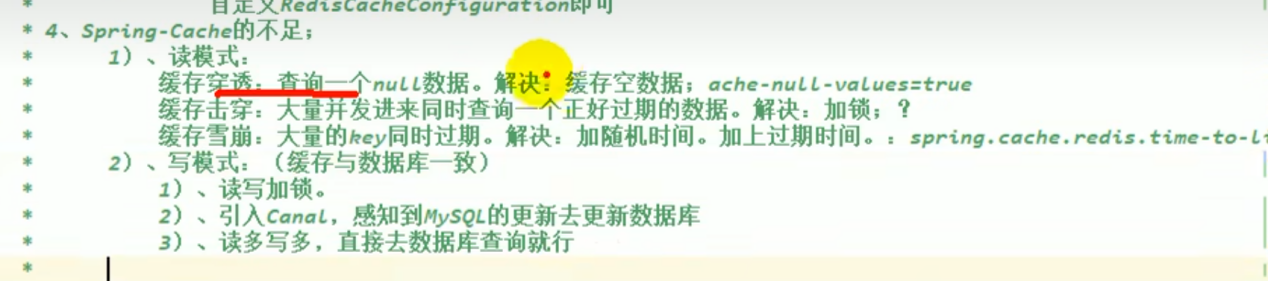 * 自定义RedisCacheConfiguration即可
* 4、Spring-Cache的不足；
* 1）、读模式：
* 缓存穿透：查询一个null数据。解决：缓存空数据；ache-null-values=true
* 缓存击穿：大量并发进来同时查询一个正好过期的数据。解决：加锁；？
* 缓存雪崩：大量的key同时过期。解决：加随机时间。加上过期时间。：spring.cache.redis.time-to-li
* 2）、写模式：（缓存与数据库一致）
* 1）、读写加锁。
* 2）、引入Canal，感知到MySQL的更新去更新数据库
* 3）、读多写多，直接去数据库查询就行
*